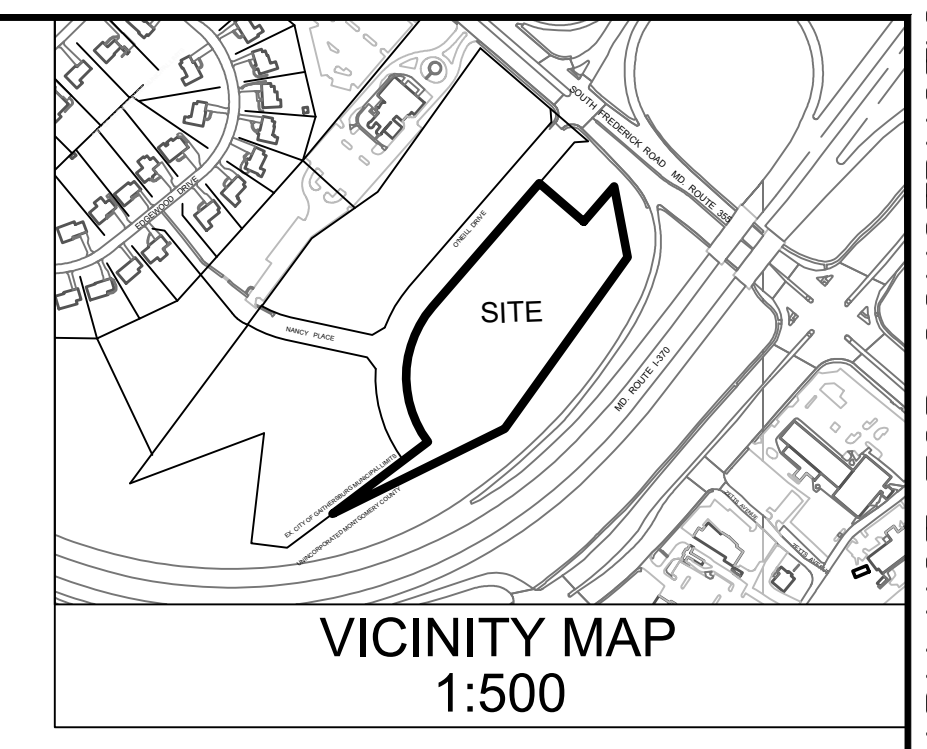 SOUTH FREDERICK ROAD MD. ROUTE 355
EDGEWOOD DRIVE
O'NEILL DRIVE
SITE
NANCY PLACE
MD. ROUTE I-370
EX. CITY OF GAITHERSBURG MUNICIPAL LIMITS
UNINCORPORATED MONTGOMERY COUNTY
VICINITY MAP
1:500